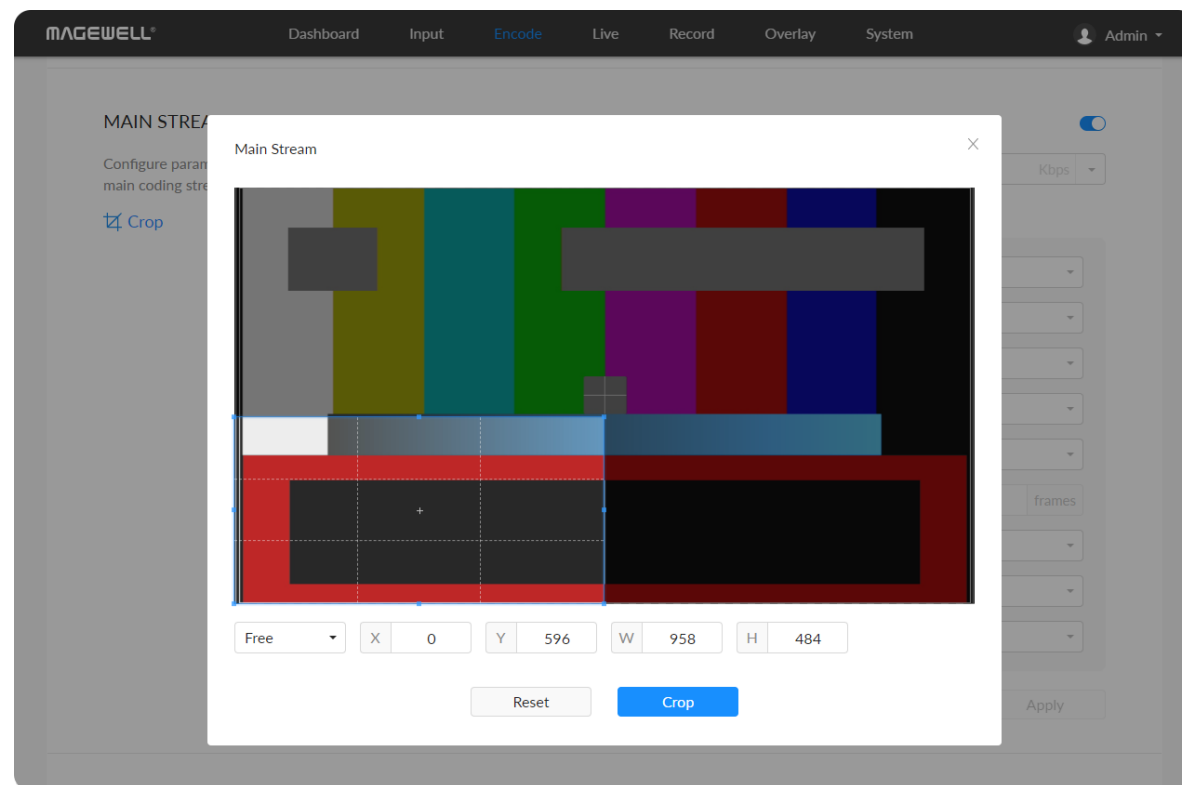 MAGEWELL®
Dashboard
Input
Encode
Live
Record
Overlay
System
Admin
MAIN STREA
Configure param
main coding stre
Crop
Kbps
frames
Apply
Main Stream
Free
X 0
Y 596
W 958
H 484
Reset
Crop